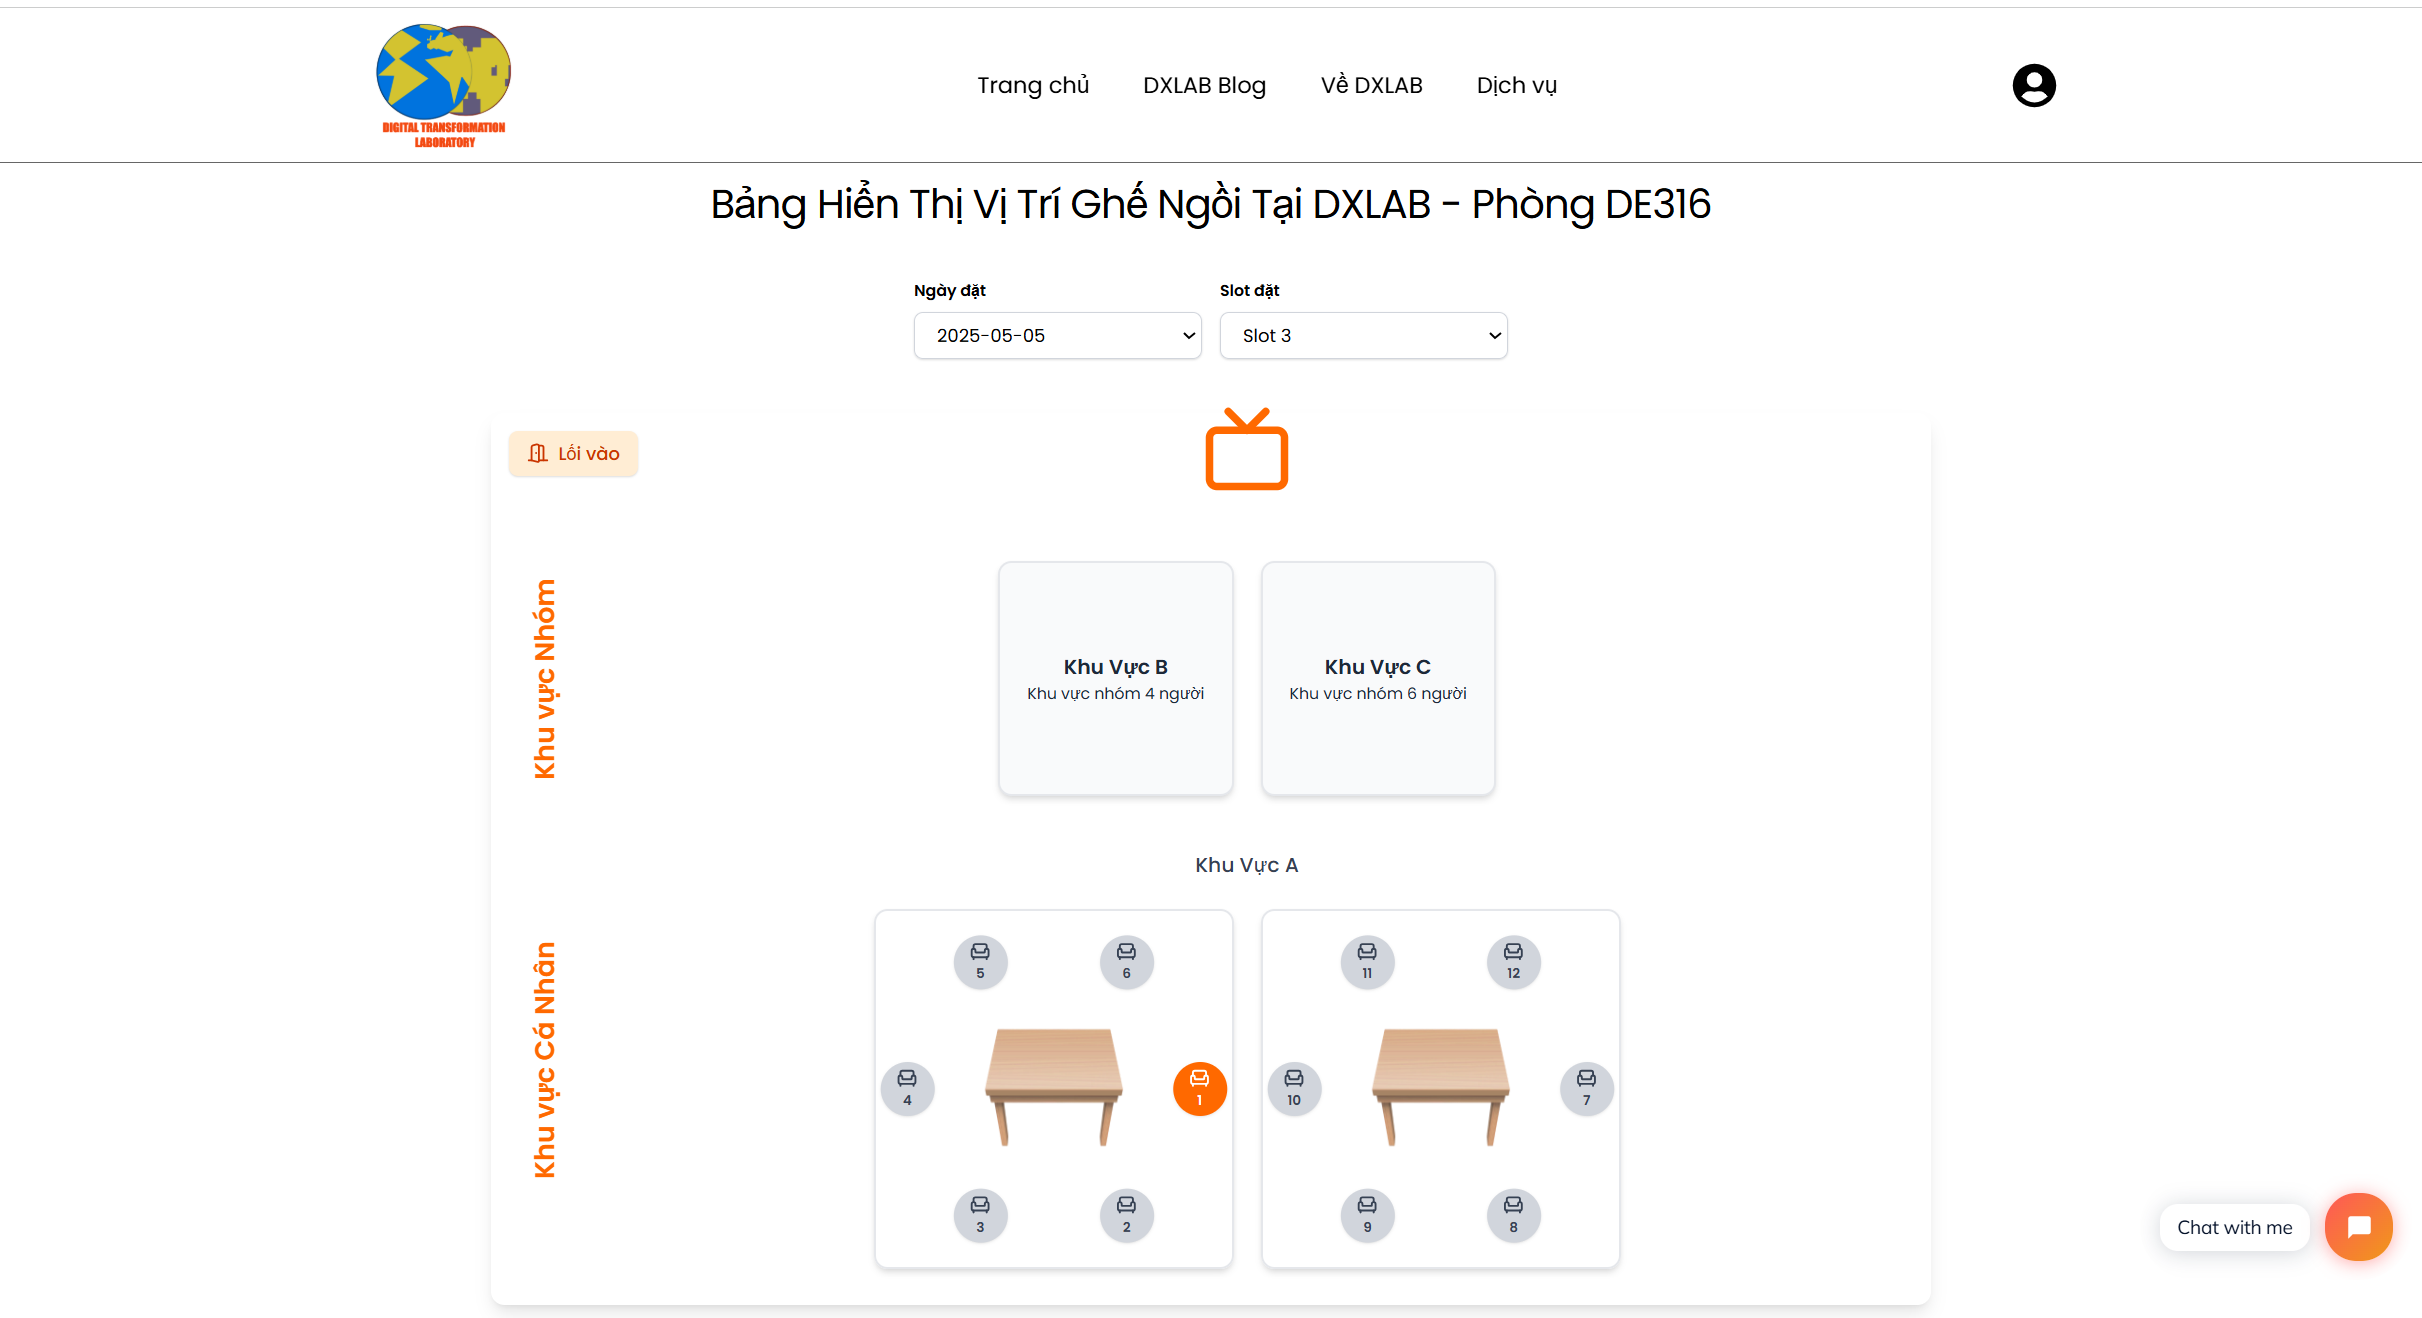 DIGITAL TRANSFORMATION
LABORATORY
Trang chủ
DXLAB Blog
Về DXLAB
Dịch vụ
Bảng Hiển Thị Vị Trí Ghế Ngồi Tại DXLAB - Phòng DE316
Ngày đặt
Slot đặt
2025-05-05
Slot 3
Lối vào
Khu vực Nhóm
Khu Vực B
Khu vực nhóm 4 người
Khu Vực C
Khu vực nhóm 6 người
Khu Vực A
Khu vực Cá Nhân
5
6
4
1
3
2
11
12
10
7
9
8
Chat with me